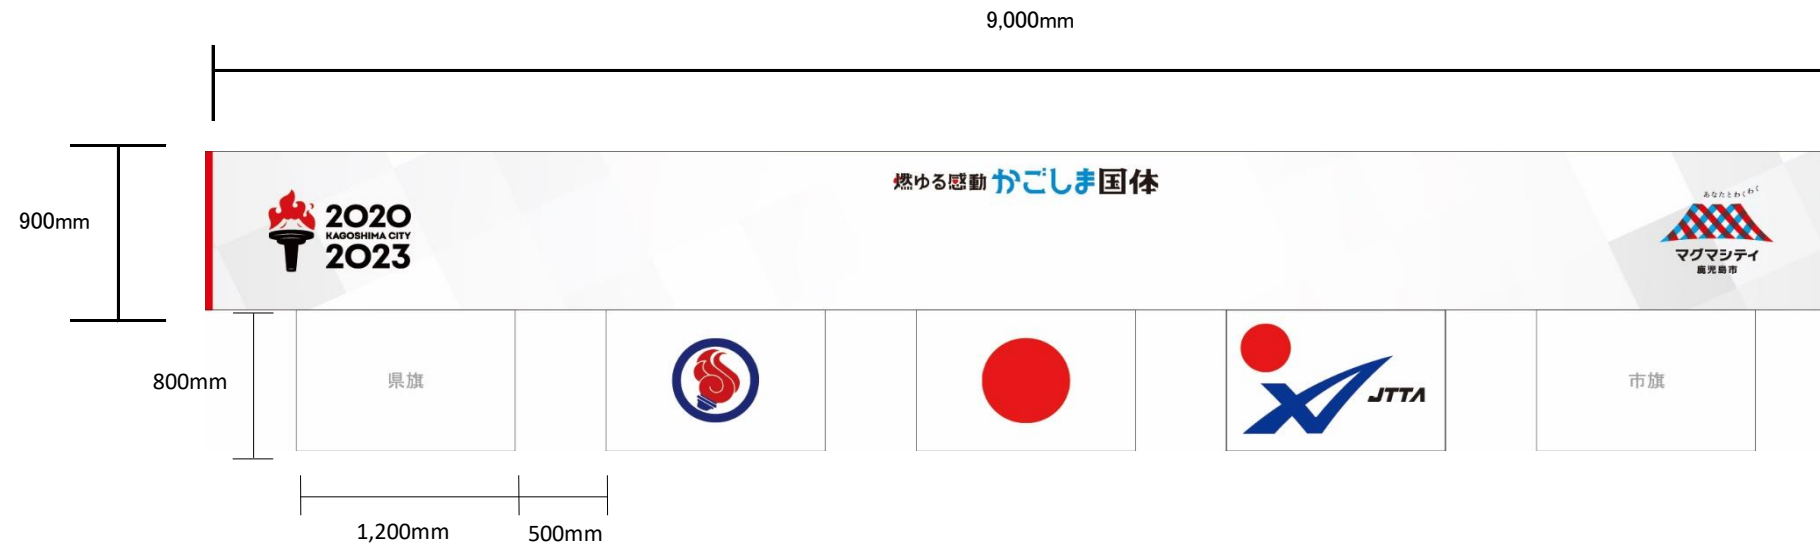 9,000mm
900mm
燃ゆる感動 かごしま国体
2020
KAGOSHIMA CITY
2023
あなたとわくわく
マグマシティ
鹿児島市
800mm
県旗
JTTA
市旗
1,200mm
500mm